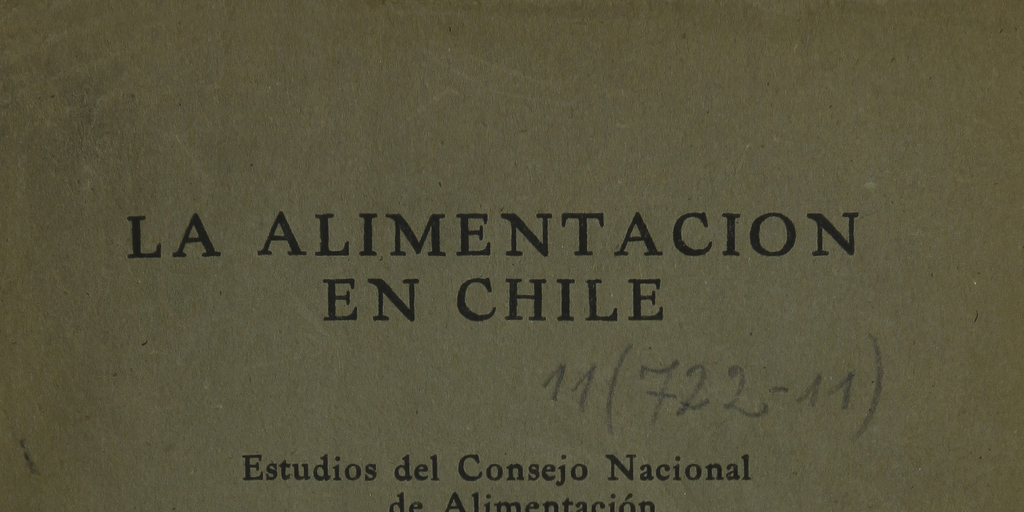 LA ALIMENTACION
EN CHILE
11(722-11)
Estudios del Consejo Nacional
de Alimentación